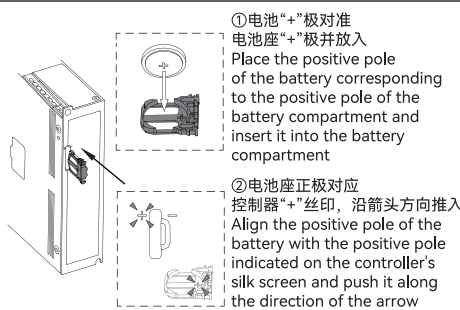 ①电池“+”极对准
电池座“+”极并放入
Place the positive pole
of the battery corresponding
to the positive pole of the
battery compartment and
insert it into the battery
compartment
②电池座正极对应
控制器“+”丝印，沿箭头方向推入
Align the positive pole of the
battery with the positive pole
indicated on the controller's
silk screen and push it along
the direction of the arrow
+
+ −